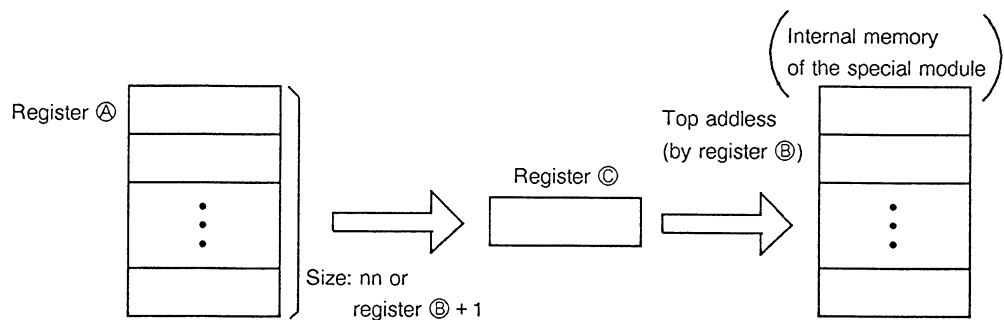 Internal memory
of the special module
Register Ⓐ
Top addless
(by register Ⓑ)
Register Ⓒ
Size: nn or
register Ⓑ + 1